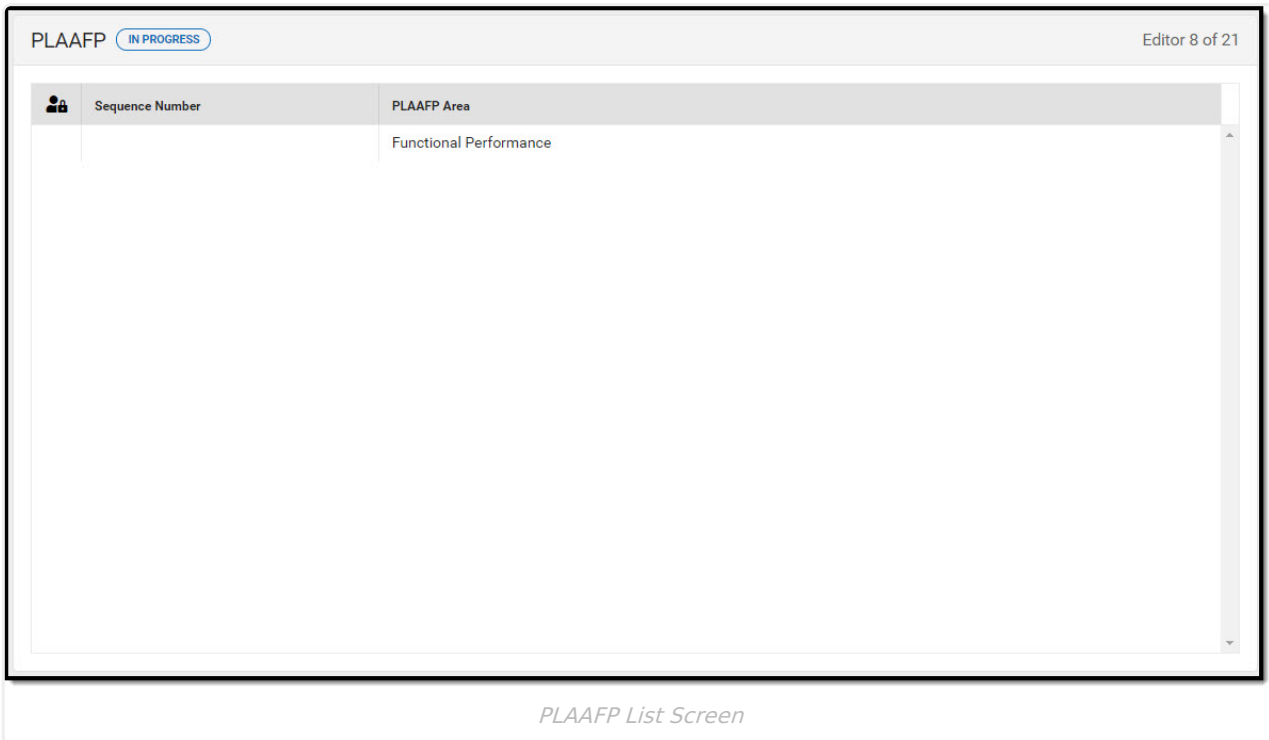 PLAAFP IN PROGRESS Editor 8 of 21
Sequence Number PLAAFP Area
Functional Performance
PLAAFP List Screen